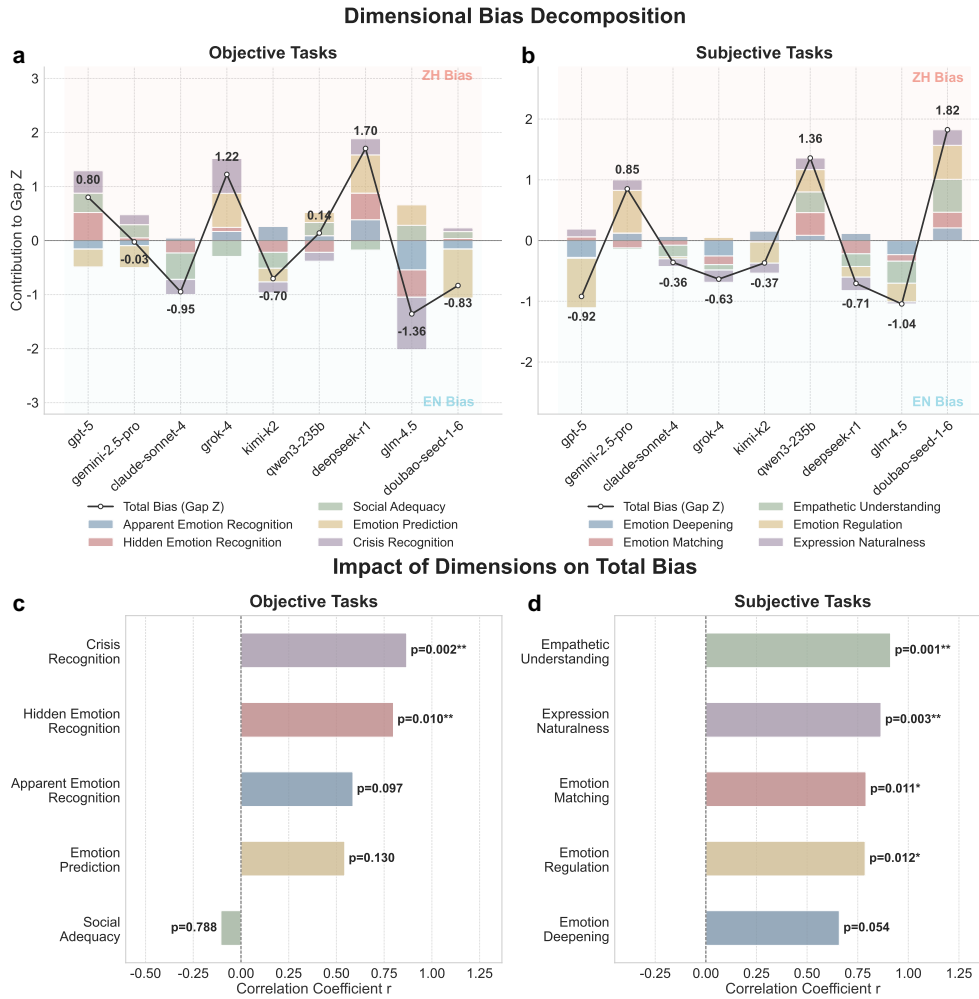 Dimensional Bias Decomposition
a
Objective Tasks
ZH Bias
3
2
1
0
-1
-2
-3
Contribution to Gap Z
0.80
-0.03
-0.95
1.22
-0.70
0.14
1.70
-1.36
-0.83
EN Bias
gpt-5
gemini-2.5-pro
claude-sonnet-4
grok-4
kimi-k2
qwen3-235b
deepseek-r1
glm-4.5
doubao-seed-1-6
Total Bias (Gap Z)
Apparent Emotion Recognition
Hidden Emotion Recognition
Social Adequacy
Emotion Prediction
Crisis Recognition
b
Subjective Tasks
ZH Bias
2
1
0
-1
-2
-0.92
0.85
-0.36
-0.63
-0.37
1.36
-0.71
-1.04
1.82
EN Bias
gpt-5
gemini-2.5-pro
claude-sonnet-4
grok-4
kimi-k2
qwen3-235b
deepseek-r1
glm-4.5
doubao-seed-1-6
Total Bias (Gap Z)
Emotion Deepening
Emotion Matching
Empathetic Understanding
Emotion Regulation
Expression Naturalness
Impact of Dimensions on Total Bias
c
Objective Tasks
Crisis
Recognition
p=0.002**
Hidden Emotion
Recognition
p=0.010**
Apparent Emotion
Recognition
p=0.097
Emotion
Prediction
p=0.130
Social
Adequacy
p=0.788
-0.50 -0.25 0.00 0.25 0.50 0.75 1.00 1.25
Correlation Coefficient r
d
Subjective Tasks
Empathetic
Understanding
p=0.001**
Expression
Naturalness
p=0.003**
Emotion
Matching
p=0.011*
Emotion
Regulation
p=0.012*
Emotion
Deepening
p=0.054
-0.25 0.00 0.25 0.50 0.75 1.00 1.25
Correlation Coefficient r